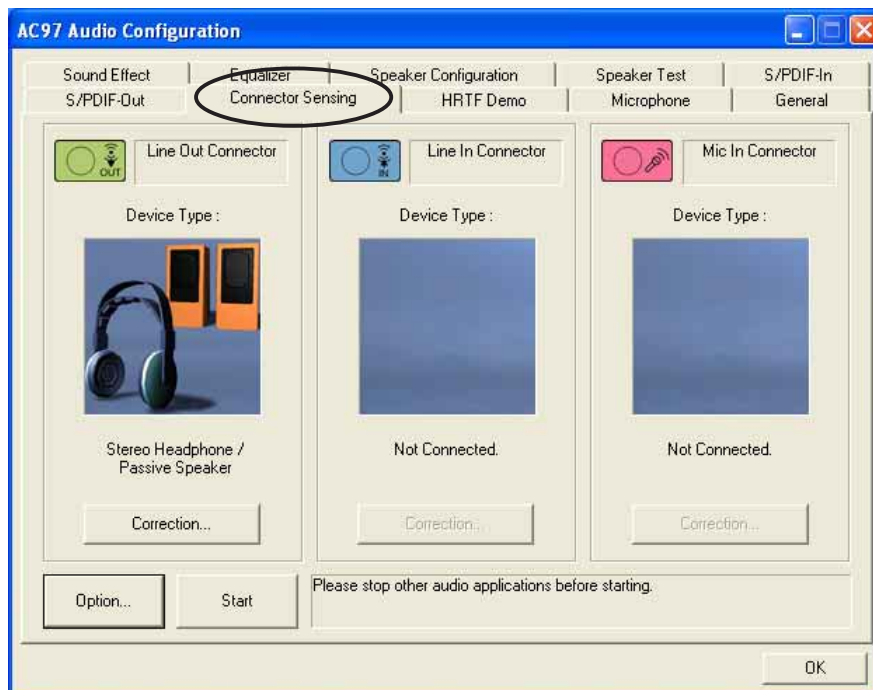 AC97 Audio Configuration
Sound Effect
Equalizer
Speaker Configuration
Speaker Test
S/PDIF-In
S/PDIF-Out
Connector Sensing
HRTF Demo
Microphone
General
OUT
Line Out Connector
IN
Line In Connector
Mic In Connector
Device Type :
Device Type :
Device Type :
Stereo Headphone /
Passive Speaker
Not Connected.
Not Connected.
Correction...
Correction...
Correction...
Option...
Start
Please stop other audio applications before starting.
OK